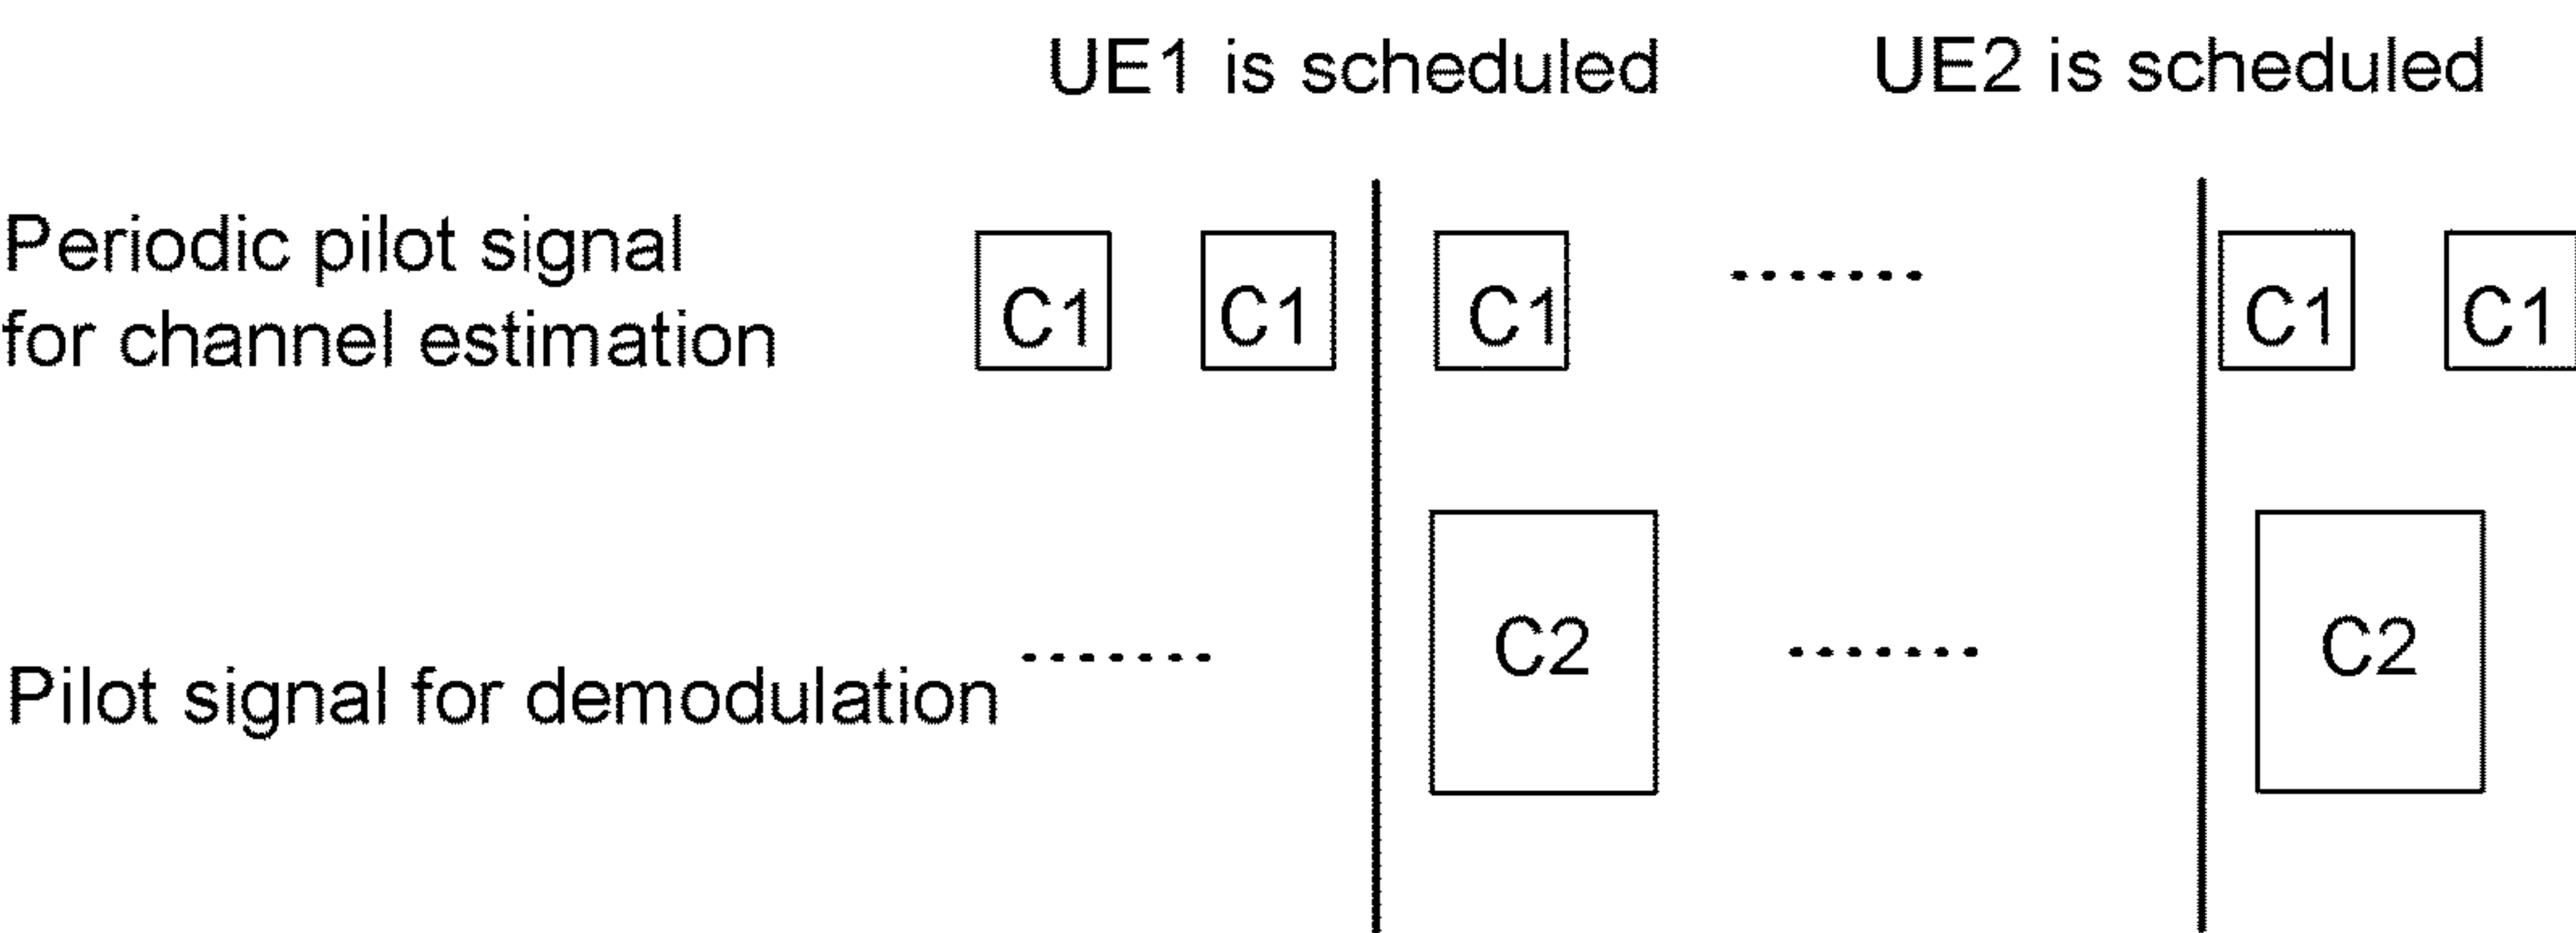 UE1 is scheduled UE2 is scheduled
Periodic pilot signal
for channel estimation
C1 C1 C1 ....... C1 C1
Pilot signal for demodulation ....... C2 ....... C2